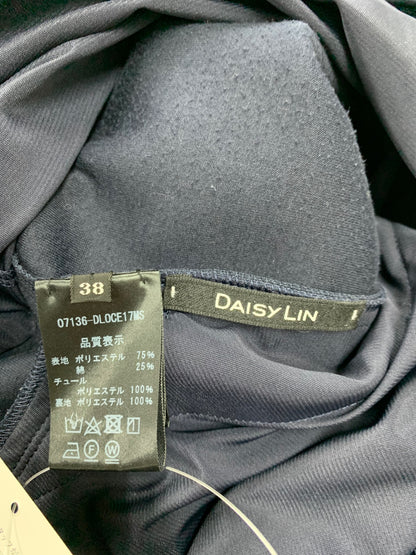 38
DAISY LIN
07136-DLOCE17MS
品質表示
表地 ポリエステル 75%
綿 25%
チュール
ポリエステル 100%
裏地 ポリエステル 100%
F W